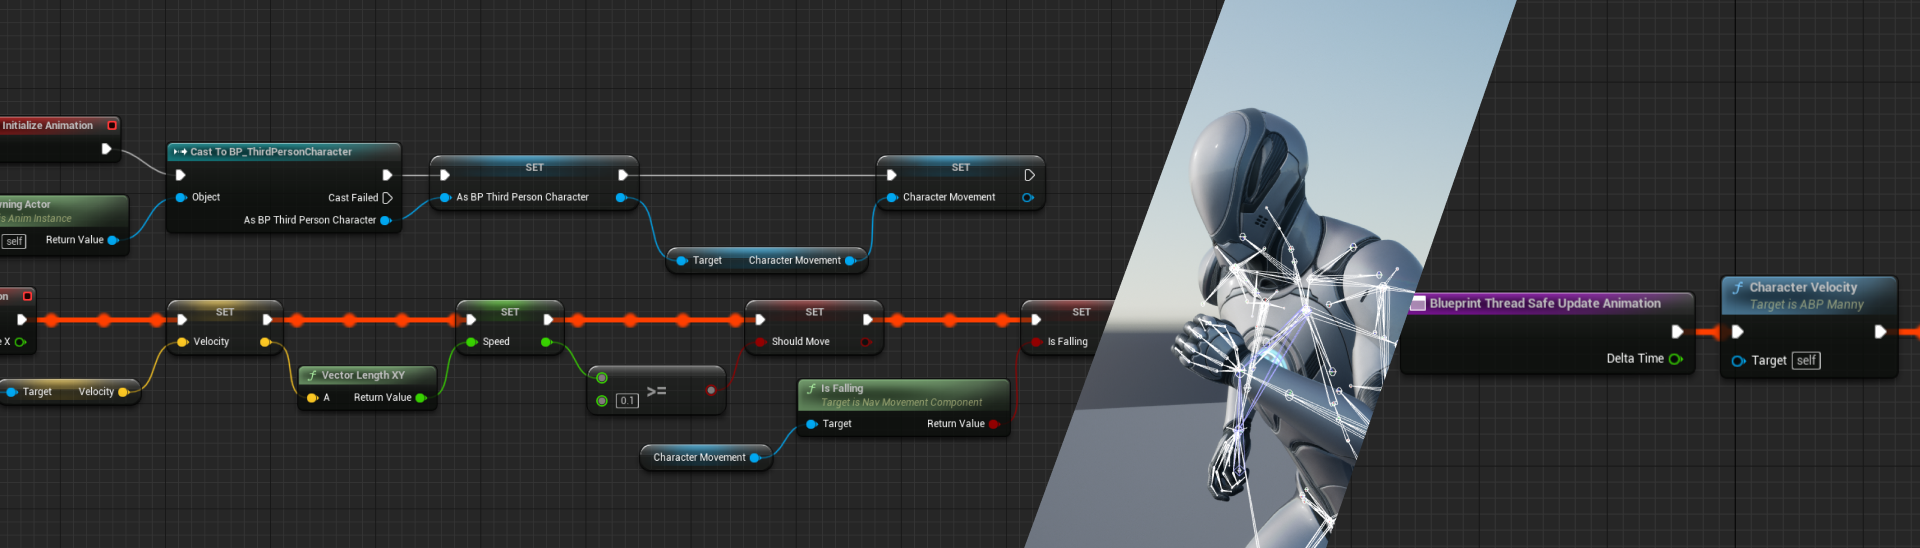 Initialize Animation
Cast To BP_ThirdPersonCharacter
Object
Cast Failed
As BP Third Person Character
SET
As BP Third Person Character
SET
Character Movement
Actor
Anim Instance
self
Return Value
Target
Character Movement
SET
Velocity
SET
Speed
SET
Should Move
SET
Is Falling
X
Target
Velocity
f Vector Length XY
A
Return Value
0.1
>=
f Is Falling
Target is Nav Movement Component
Target
Return Value
Character Movement
Blueprint Thread Safe Update Animation
Delta Time
f Character Velocity
Target is ABP Manny
Target
self